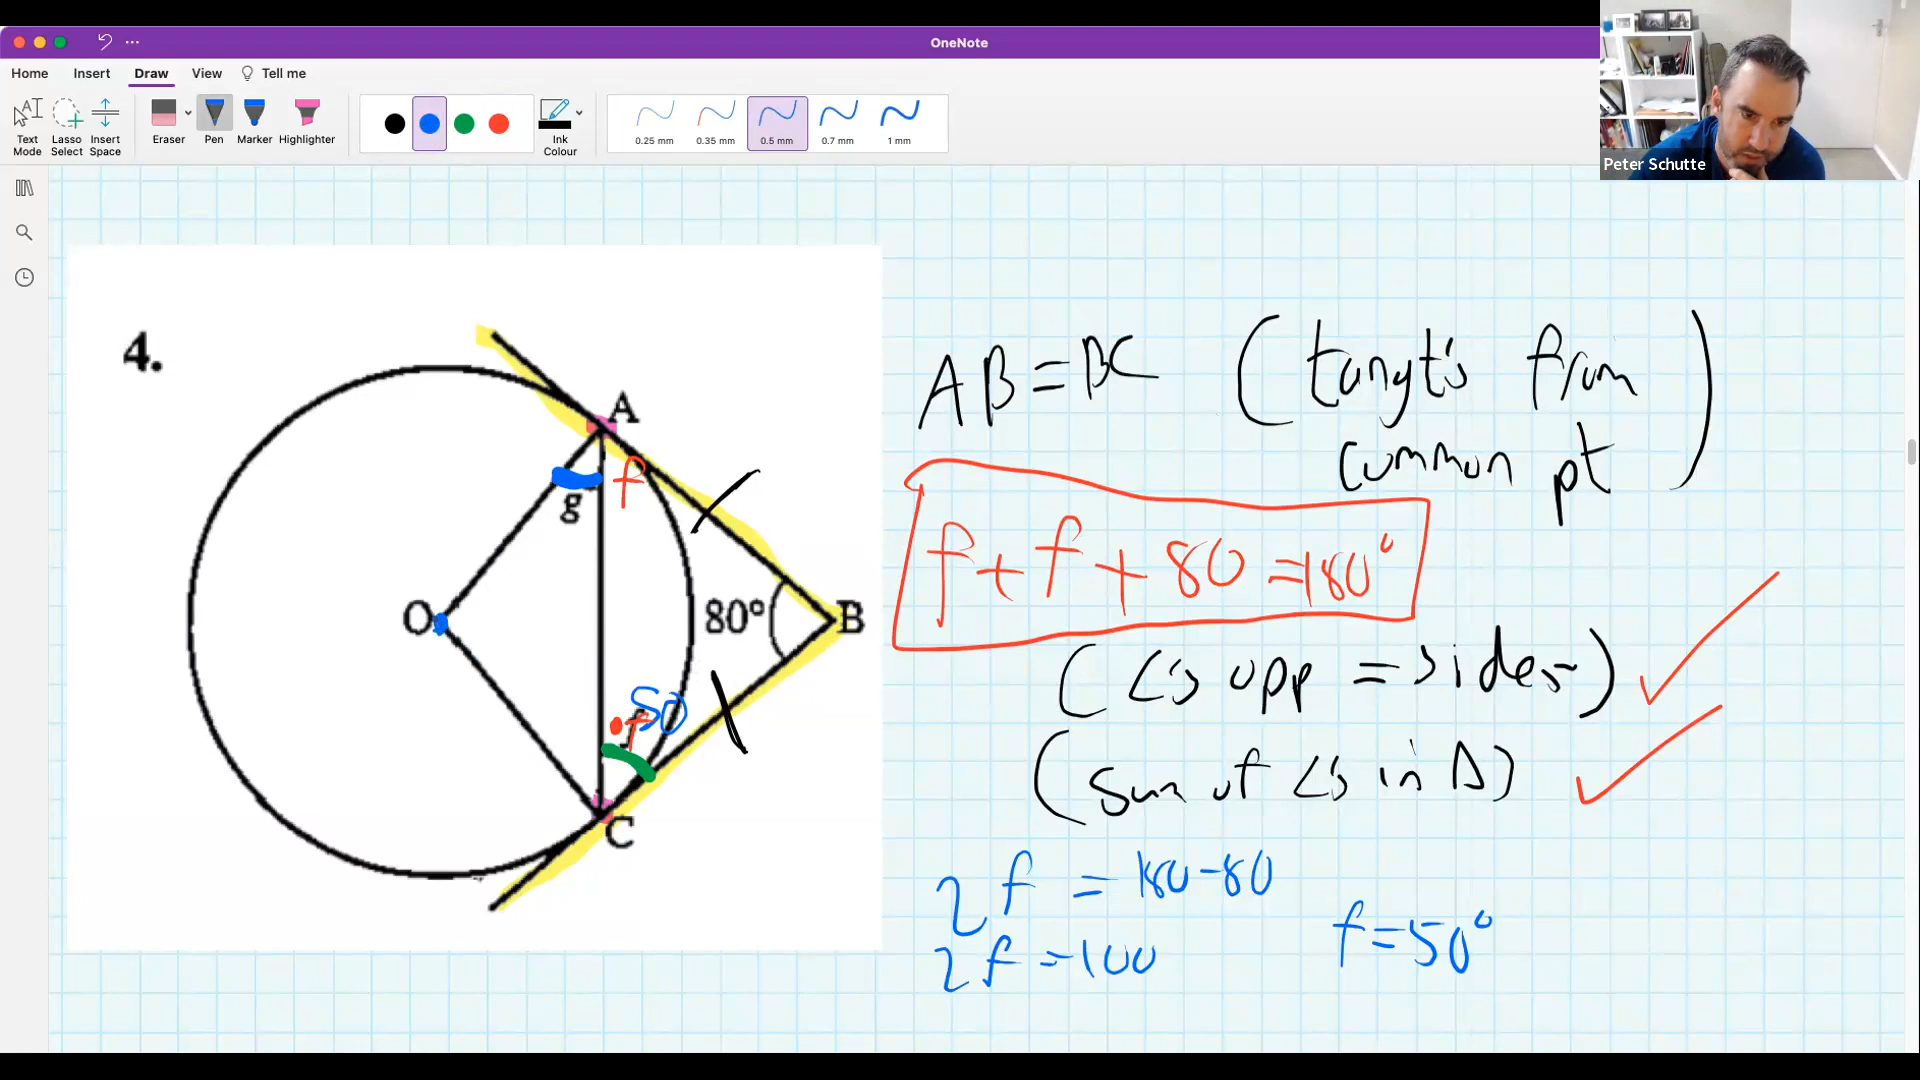 OneNote
Home Insert Draw View Tell me
Text Mode
Lasso Select
Insert Space
Eraser
Pen
Marker
Highlighter
Ink Colour
0.25 mm
0.35 mm
0.5 mm
0.7 mm
1 mm
Peter Schutte
4.
A
f
g
O
80°
B
50
f
C
AB = BC (tangt's from
common pt)
f + f + 80 = 180°
(∠s opp = sides)
(sum of ∠s in Δ)
2f = 180 - 80
2f = 100
f = 50°